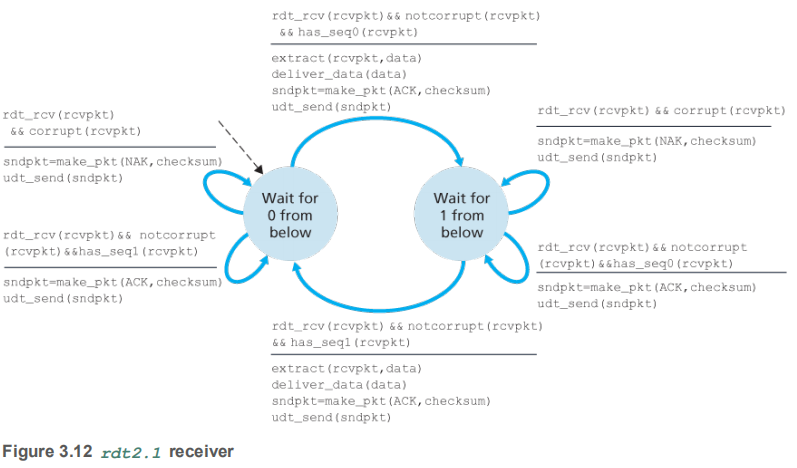 rdt_rcv(rcvpkt)&& notcorrupt(rcvpkt)
&& has_seq0(rcvpkt)
extract(rcvpkt,data)
deliver_data(data)
sndpkt=make_pkt(ACK,checksum)
udt_send(sndpkt)
rdt_rcv(rcvpkt)
&& corrupt(rcvpkt)
sndpkt=make_pkt(NAK,checksum)
udt_send(sndpkt)
rdt_rcv(rcvpkt) && corrupt(rcvpkt)
sndpkt=make_pkt(NAK,checksum)
udt_send(sndpkt)
Wait for
0 from
below
Wait for
1 from
below
rdt_rcv(rcvpkt)&& notcorrupt
(rcvpkt)&&has_seq1(rcvpkt)
sndpkt=make_pkt(ACK,checksum)
udt_send(sndpkt)
rdt_rcv(rcvpkt)&& notcorrupt
(rcvpkt)&&has_seq0(rcvpkt)
sndpkt=make_pkt(ACK,checksum)
udt_send(sndpkt)
rdt_rcv(rcvpkt) && notcorrupt(rcvpkt)
&& has_seq1(rcvpkt)
extract(rcvpkt,data)
deliver_data(data)
sndpkt=make_pkt(ACK,checksum)
udt_send(sndpkt)
Figure 3.12 rdt2.1 receiver